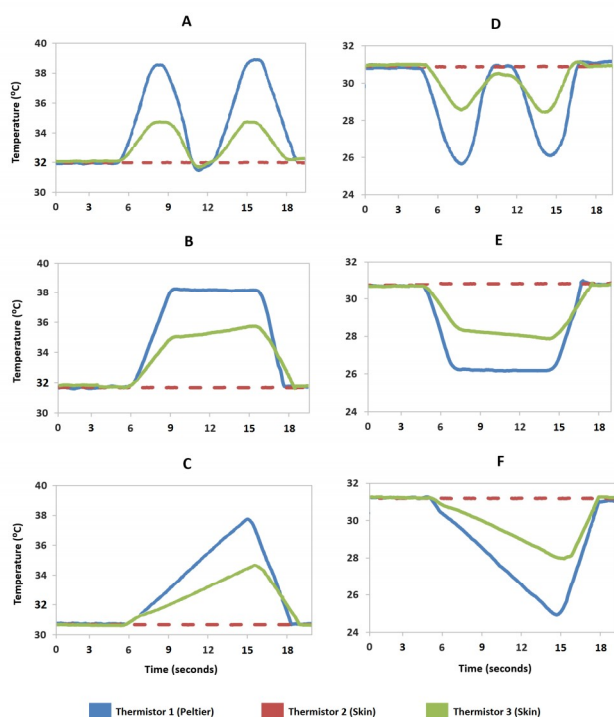 A
Temperature (°C)
40
38
36
34
32
30
0 3 6 9 12 15 18
D
32
30
28
26
24
0 3 6 9 12 15 18
B
Temperature (°C)
40
38
36
34
32
30
0 3 6 9 12 15 18
E
32
30
28
26
24
0 3 6 9 12 15 18
C
Temperature (°C)
40
38
36
34
32
30
0 3 6 9 12 15 18
Time (seconds)
F
32
30
28
26
24
0 3 6 9 12 15 18
Time (seconds)
Thermistor 1 (Peltier) Thermistor 2 (Skin) Thermistor 3 (Skin)